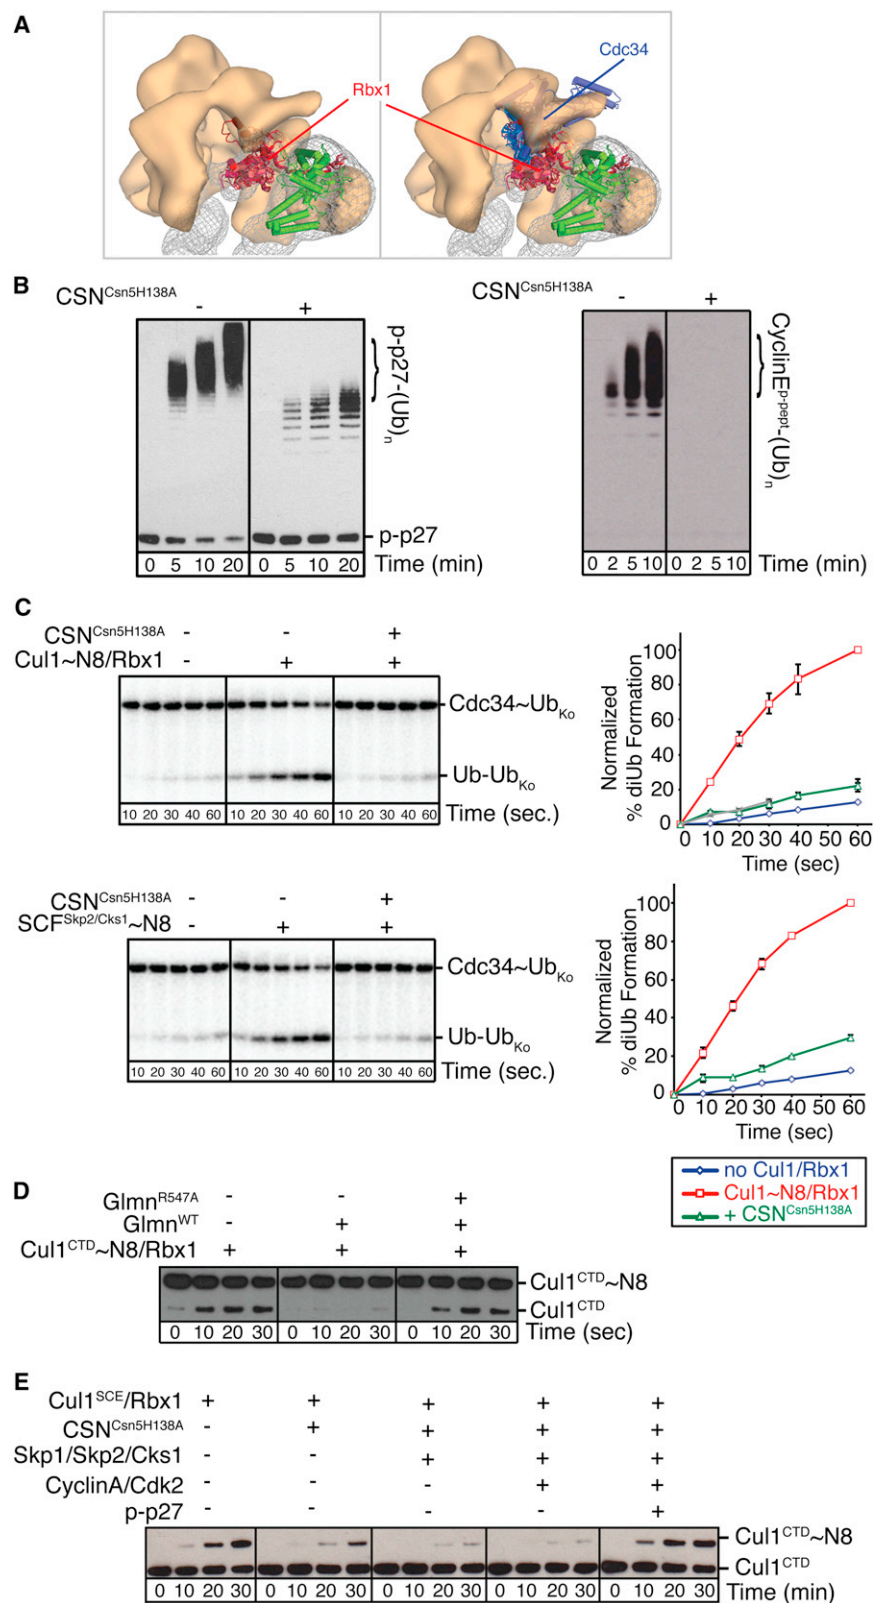 A
Rbx1
Cdc34
B
CSN^Csn5H138A
- +
p-p27-(Ub)n
p-p27
0 5 10 20 0 5 10 20 Time (min)
CSN^Csn5H138A
- +
CyclinE^p-pept-(Ub)n
0 2 5 10 0 2 5 10 Time (min)
C
CSN^Csn5H138A - - +
Cul1~N8/Rbx1 - + +
Cdc34~Ub_Ko
Ub-Ub_Ko
10 20 30 40 60 10 20 30 40 60 10 20 30 40 60 Time (sec.)
Normalized
% diUb Formation
100
80
60
40
20
0
0 10 20 30 40 50 60
Time (sec)
CSN^Csn5H138A - - +
SCF^Skp2/Cks1~N8 - + +
Cdc34~Ub_Ko
Ub-Ub_Ko
10 20 30 40 60 10 20 30 40 60 10 20 30 40 60 Time (sec.)
Normalized
% diUb Formation
100
80
60
40
20
0
0 10 20 30 40 50 60
Time (sec)
no Cul1/Rbx1
Cul1~N8/Rbx1
+ CSN^Csn5H138A
D
Glmn^R547A - - +
Glmn^WT - + +
Cul1^CTD~N8/Rbx1 + + +
Cul1^CTD~N8
Cul1^CTD
0 10 20 30 0 10 20 30 0 10 20 30 Time (sec)
E
Cul1^SCE/Rbx1 + + + + +
CSN^Csn5H138A - + + + +
Skp1/Skp2/Cks1 - - + + +
CyclinA/Cdk2 - - - + +
p-p27 - - - - +
Cul1^CTD~N8
Cul1^CTD
0 10 20 30 0 10 20 30 0 10 20 30 0 10 20 30 0 10 20 30 Time (min)